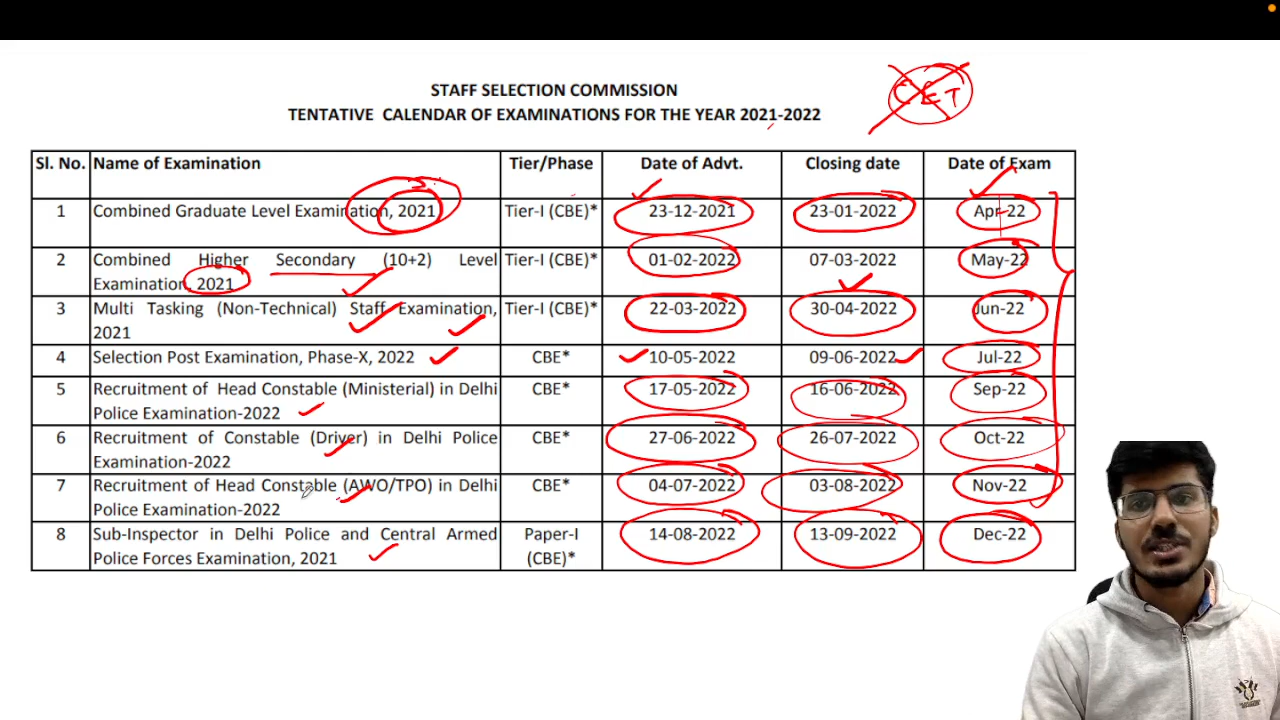 STAFF SELECTION COMMISSION
TENTATIVE CALENDAR OF EXAMINATIONS FOR THE YEAR 2021-2022
CET
Sl. No. Name of Examination Tier/Phase Date of Advt. Closing date Date of Exam
1 Combined Graduate Level Examination, 2021 Tier-I (CBE)* 23-12-2021 23-01-2022 Apr-22
2 Combined Higher Secondary (10+2) Level Tier-I (CBE)* 01-02-2022 07-03-2022 May-22
Examination, 2021
3 Multi Tasking (Non-Technical) Staff Examination, Tier-I (CBE)* 22-03-2022 30-04-2022 Jun-22
2021
4 Selection Post Examination, Phase-X, 2022 CBE* 10-05-2022 09-06-2022 Jul-22
5 Recruitment of Head Constable (Ministerial) in Delhi CBE* 17-05-2022 16-06-2022 Sep-22
Police Examination-2022
6 Recruitment of Constable (Driver) in Delhi Police CBE* 27-06-2022 26-07-2022 Oct-22
Examination-2022
7 Recruitment of Head Constable (AWO/TPO) in Delhi CBE* 04-07-2022 03-08-2022 Nov-22
Police Examination-2022
8 Sub-Inspector in Delhi Police and Central Armed Paper-I 14-08-2022 13-09-2022 Dec-22
Police Forces Examination, 2021 (CBE)*